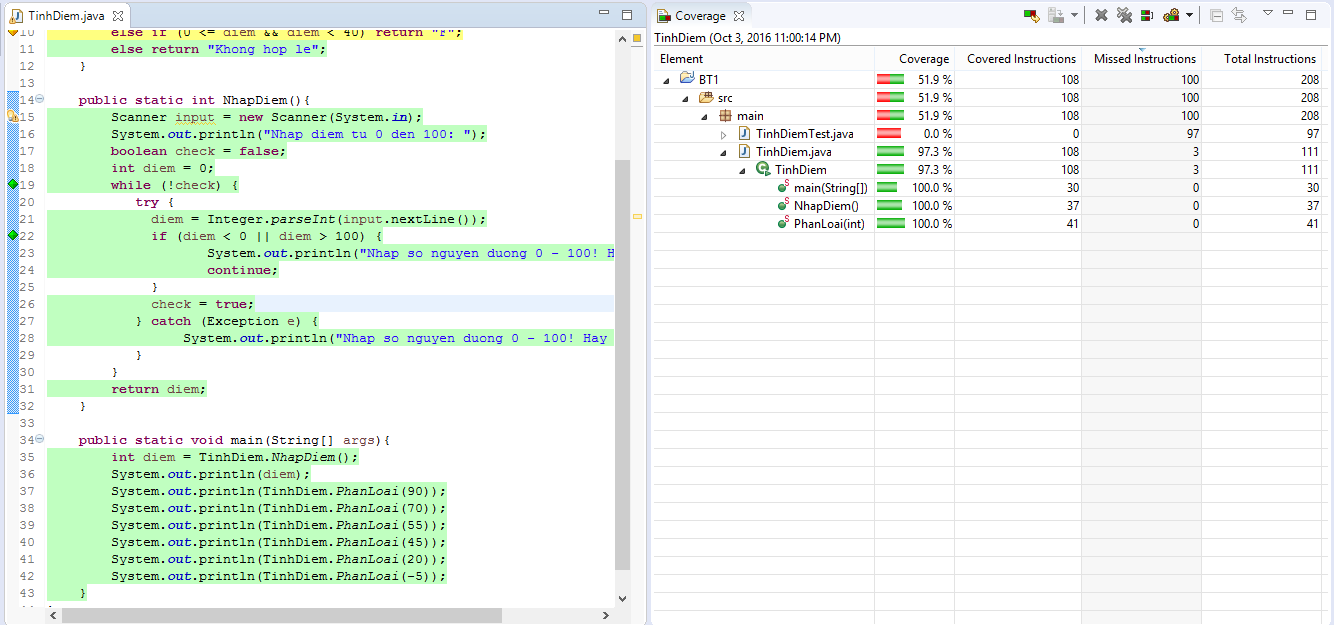 TinhDiem.java
10 else if (0 <= diem && diem < 40) return "F";
11 else return "Khong hop le";
12 }
13
14 public static int NhapDiem(){
15 Scanner input = new Scanner(System.in);
16 System.out.println("Nhap diem tu 0 den 100: ");
17 boolean check = false;
18 int diem = 0;
19 while (!check) {
20 try {
21 diem = Integer.parseInt(input.nextLine());
22 if (diem < 0 || diem > 100) {
23 System.out.println("Nhap so nguyen duong 0 - 100! H
24 continue;
25 }
26 check = true;
27 } catch (Exception e) {
28 System.out.println("Nhap so nguyen duong 0 - 100! Hay
29 }
30 }
31 return diem;
32 }
33
34 public static void main(String[] args){
35 int diem = TinhDiem.NhapDiem();
36 System.out.println(diem);
37 System.out.println(TinhDiem.PhanLoai(90));
38 System.out.println(TinhDiem.PhanLoai(70));
39 System.out.println(TinhDiem.PhanLoai(55));
40 System.out.println(TinhDiem.PhanLoai(45));
41 System.out.println(TinhDiem.PhanLoai(20));
42 System.out.println(TinhDiem.PhanLoai(-5));
43 }
Coverage
TinhDiem (Oct 3, 2016 11:00:14 PM)
Element Coverage Covered Instructions Missed Instructions Total Instructions
BT1 51.9 % 108 100 208
src 51.9 % 108 100 208
main 51.9 % 108 100 208
TinhDiemTest.java 0.0 % 0 97 97
TinhDiem.java 97.3 % 108 3 111
TinhDiem 97.3 % 108 3 111
main(String[]) 100.0 % 30 0 30
NhapDiem() 100.0 % 37 0 37
PhanLoai(int) 100.0 % 41 0 41